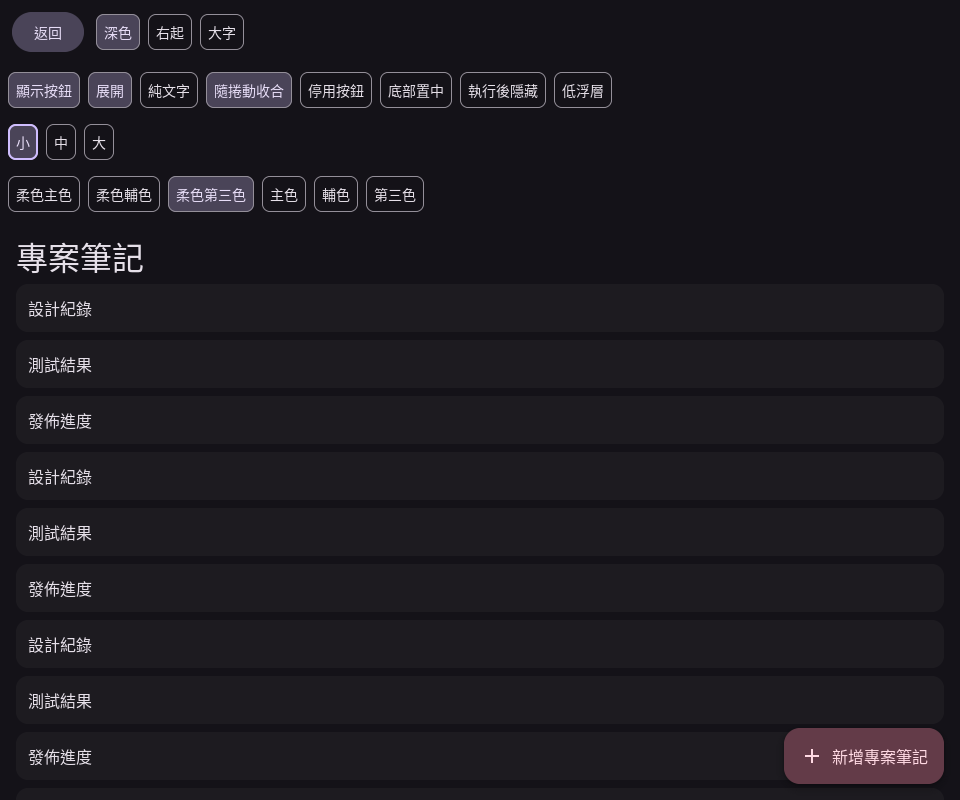 返回 深色 右起 大字
顯示按鈕 展開 純文字 隨捲動收合 停用按鈕 底部置中 執行後隱藏 低浮層
小 中 大
柔色主色 柔色輔色 柔色第三色 主色 輔色 第三色
專案筆記
設計紀錄
測試結果
發佈進度
設計紀錄
測試結果
發佈進度
設計紀錄
測試結果
發佈進度
新增專案筆記